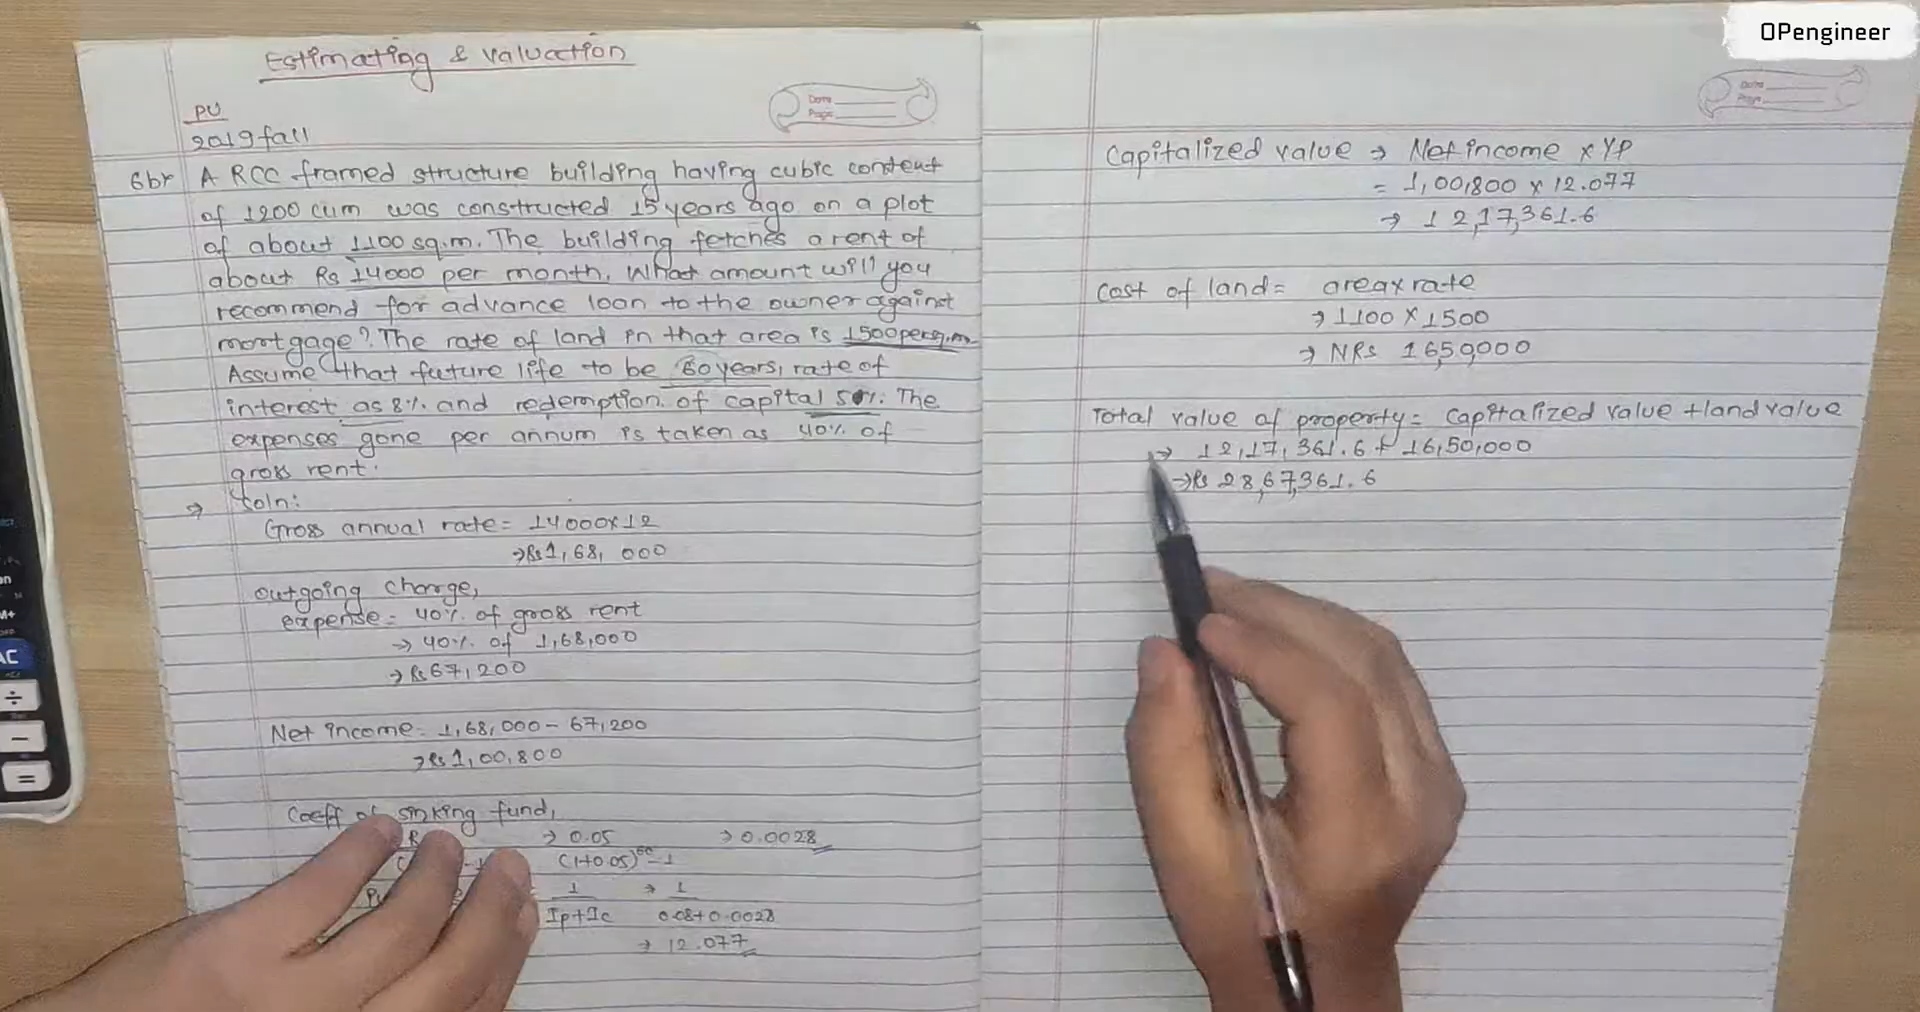 OPengineer
Estimating & valuation
PU
2019 fall
6b> A RCC framed structure building having cubic content
of 1200 cum was constructed 15 years ago on a plot
of about 1100 sq.m. The building fetches a rent of
about Rs 14000 per month. What amount will you
recommend for advance loan to the owner against
mortgage? The rate of land in that area is 1500 persq.m
Assume that future life to be 60 years, rate of
interest as 8% and redemption of capital 5%. The
expenses gone per annum is taken as 40% of
gross rent.
→ soln:
Gross annual rate = 14000×12
→Rs 1,68,000
outgoing charge,
expense = 40% of gross rent
→ 40% of 1,68,000
→ Rs 67,200
Net income = 1,68,000 - 67,200
→ Rs 1,00,800
Coeff of sinking fund,
R → 0.05 → 0.0028
(1+0.05)^60 - 1
1 → 1
Ip+Ic 0.08+0.0028
→ 12.077
Date
Page
Capitalized value → Net income × YP
= 1,00,800 × 12.077
→ 12,17,361.6
Cost of land = area×rate
→ 1100 × 1500
→ NRs 1650000
Total value of property = capitalized value + land value
→ 12,17,361.6 + 16,50,000
→ Rs 28,67,361.6
Date
Page
AC
÷
−
=
M+